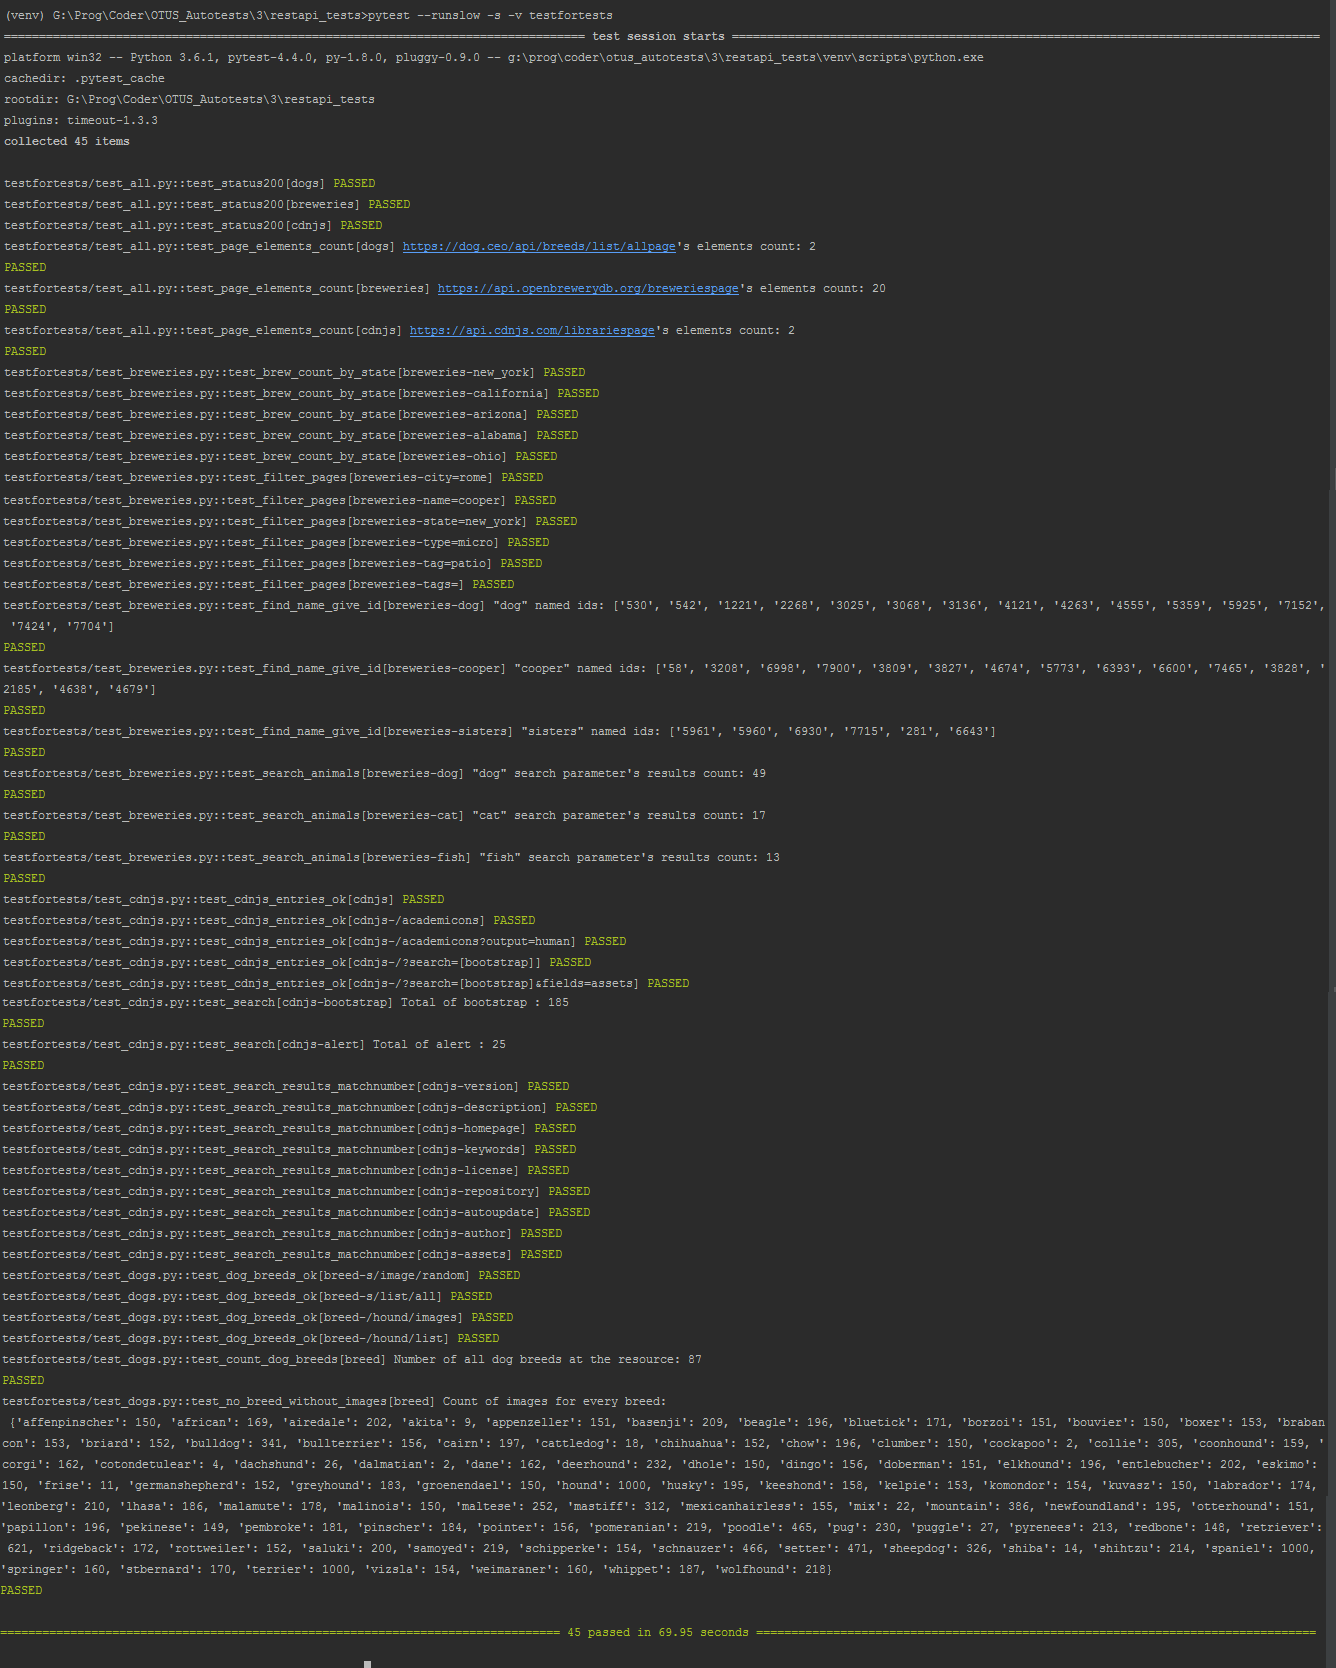 (venv) G:\Prog\Coder\OTUS_Autotests\3\restapi_tests>pytest --runslow -s -v testfortests
=================================================================================== test session starts ====================================================================================
platform win32 -- Python 3.6.1, pytest-4.4.0, py-1.8.0, pluggy-0.9.0 -- g:\prog\coder\otus_autotests\3\restapi_tests\venv\scripts\python.exe
cachedir: .pytest_cache
rootdir: G:\Prog\Coder\OTUS_Autotests\3\restapi_tests
plugins: timeout-1.3.3
collected 45 items
testfortests/test_all.py::test_status200[dogs] PASSED
testfortests/test_all.py::test_status200[breweries] PASSED
testfortests/test_all.py::test_status200[cdnjs] PASSED
testfortests/test_all.py::test_page_elements_count[dogs] https://dog.ceo/api/breeds/list/allpage's elements count: 2
PASSED
testfortests/test_all.py::test_page_elements_count[breweries] https://api.openbrewerydb.org/breweriespage's elements count: 20
PASSED
testfortests/test_all.py::test_page_elements_count[cdnjs] https://api.cdnjs.com/librariespage's elements count: 2
PASSED
testfortests/test_breweries.py::test_brew_count_by_state[breweries-new_york] PASSED
testfortests/test_breweries.py::test_brew_count_by_state[breweries-california] PASSED
testfortests/test_breweries.py::test_brew_count_by_state[breweries-arizona] PASSED
testfortests/test_breweries.py::test_brew_count_by_state[breweries-alabama] PASSED
testfortests/test_breweries.py::test_brew_count_by_state[breweries-ohio] PASSED
testfortests/test_breweries.py::test_filter_pages[breweries-city=rome] PASSED
testfortests/test_breweries.py::test_filter_pages[breweries-name=cooper] PASSED
testfortests/test_breweries.py::test_filter_pages[breweries-state=new_york] PASSED
testfortests/test_breweries.py::test_filter_pages[breweries-type=micro] PASSED
testfortests/test_breweries.py::test_filter_pages[breweries-tag=patio] PASSED
testfortests/test_breweries.py::test_filter_pages[breweries-tags=] PASSED
testfortests/test_breweries.py::test_find_name_give_id[breweries-dog] "dog" named ids: ['530', '542', '1221', '2268', '3025', '3068', '3136', '4121', '4263', '4555', '5359', '5925', '7152',
 '7424', '7704']
PASSED
testfortests/test_breweries.py::test_find_name_give_id[breweries-cooper] "cooper" named ids: ['58', '3208', '6998', '7900', '3809', '3827', '4674', '5773', '6393', '6600', '7465', '3828', '
2185', '4638', '4679']
PASSED
testfortests/test_breweries.py::test_find_name_give_id[breweries-sisters] "sisters" named ids: ['5961', '5960', '6930', '7715', '281', '6643']
PASSED
testfortests/test_breweries.py::test_search_animals[breweries-dog] "dog" search parameter's results count: 49
PASSED
testfortests/test_breweries.py::test_search_animals[breweries-cat] "cat" search parameter's results count: 17
PASSED
testfortests/test_breweries.py::test_search_animals[breweries-fish] "fish" search parameter's results count: 13
PASSED
testfortests/test_cdnjs.py::test_cdnjs_entries_ok[cdnjs] PASSED
testfortests/test_cdnjs.py::test_cdnjs_entries_ok[cdnjs-/academicons] PASSED
testfortests/test_cdnjs.py::test_cdnjs_entries_ok[cdnjs-/academicons?output=human] PASSED
testfortests/test_cdnjs.py::test_cdnjs_entries_ok[cdnjs-/?search=[bootstrap]] PASSED
testfortests/test_cdnjs.py::test_cdnjs_entries_ok[cdnjs-/?search=[bootstrap]&fields=assets] PASSED
testfortests/test_cdnjs.py::test_search[cdnjs-bootstrap] Total of bootstrap : 185
PASSED
testfortests/test_cdnjs.py::test_search[cdnjs-alert] Total of alert : 25
PASSED
testfortests/test_cdnjs.py::test_search_results_matchnumber[cdnjs-version] PASSED
testfortests/test_cdnjs.py::test_search_results_matchnumber[cdnjs-description] PASSED
testfortests/test_cdnjs.py::test_search_results_matchnumber[cdnjs-homepage] PASSED
testfortests/test_cdnjs.py::test_search_results_matchnumber[cdnjs-keywords] PASSED
testfortests/test_cdnjs.py::test_search_results_matchnumber[cdnjs-license] PASSED
testfortests/test_cdnjs.py::test_search_results_matchnumber[cdnjs-repository] PASSED
testfortests/test_cdnjs.py::test_search_results_matchnumber[cdnjs-autoupdate] PASSED
testfortests/test_cdnjs.py::test_search_results_matchnumber[cdnjs-author] PASSED
testfortests/test_cdnjs.py::test_search_results_matchnumber[cdnjs-assets] PASSED
testfortests/test_dogs.py::test_dog_breeds_ok[breed-s/image/random] PASSED
testfortests/test_dogs.py::test_dog_breeds_ok[breed-s/list/all] PASSED
testfortests/test_dogs.py::test_dog_breeds_ok[breed-/hound/images] PASSED
testfortests/test_dogs.py::test_dog_breeds_ok[breed-/hound/list] PASSED
testfortests/test_dogs.py::test_count_dog_breeds[breed] Number of all dog breeds at the resource: 87
PASSED
testfortests/test_dogs.py::test_no_breed_without_images[breed] Count of images for every breed:
 {'affenpinscher': 150, 'african': 169, 'airedale': 202, 'akita': 9, 'appenzeller': 151, 'basenji': 209, 'beagle': 196, 'bluetick': 171, 'borzoi': 151, 'bouvier': 150, 'boxer': 153, 'braban
con': 153, 'briard': 152, 'bulldog': 341, 'bullterrier': 156, 'cairn': 197, 'cattledog': 18, 'chihuahua': 152, 'chow': 196, 'clumber': 150, 'cockapoo': 2, 'collie': 305, 'coonhound': 159, '
corgi': 162, 'cotondetulear': 4, 'dachshund': 26, 'dalmatian': 2, 'dane': 162, 'deerhound': 232, 'dhole': 150, 'dingo': 156, 'doberman': 151, 'elkhound': 196, 'entlebucher': 202, 'eskimo':
150, 'frise': 11, 'germanshepherd': 152, 'greyhound': 183, 'groenendael': 150, 'hound': 1000, 'husky': 195, 'keeshond': 158, 'kelpie': 153, 'komondor': 154, 'kuvasz': 150, 'labrador': 174,
'leonberg': 210, 'lhasa': 186, 'malamute': 178, 'malinois': 150, 'maltese': 252, 'mastiff': 312, 'mexicanhairless': 155, 'mix': 22, 'mountain': 386, 'newfoundland': 195, 'otterhound': 151,
'papillon': 196, 'pekinese': 149, 'pembroke': 181, 'pinscher': 184, 'pointer': 156, 'pomeranian': 219, 'poodle': 465, 'pug': 230, 'puggle': 27, 'pyrenees': 213, 'redbone': 148, 'retriever':
 621, 'ridgeback': 172, 'rottweiler': 152, 'saluki': 200, 'samoyed': 219, 'schipperke': 154, 'schnauzer': 466, 'setter': 471, 'sheepdog': 326, 'shiba': 14, 'shihtzu': 214, 'spaniel': 1000,
'springer': 160, 'stbernard': 170, 'terrier': 1000, 'vizsla': 154, 'weimaraner': 160, 'whippet': 187, 'wolfhound': 218}
PASSED
================================================================================ 45 passed in 69.95 seconds ================================================================================